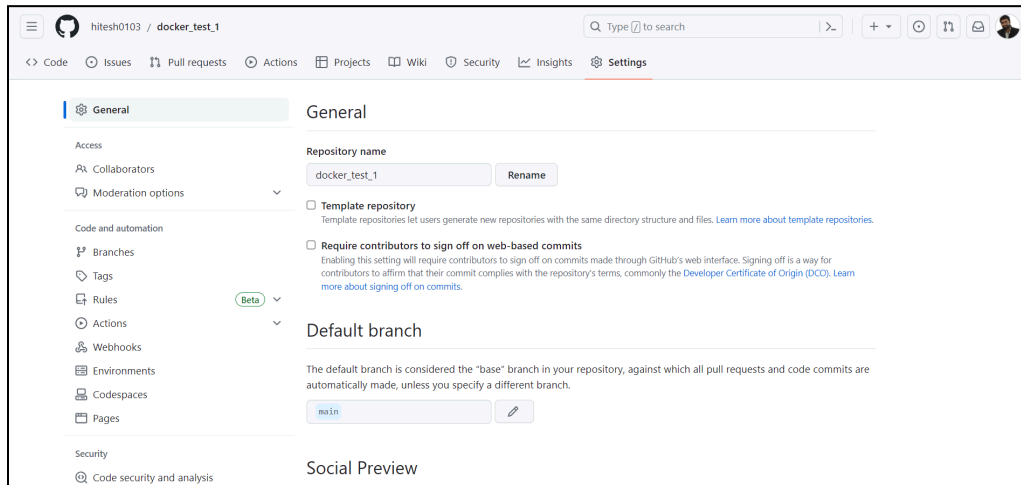 hitesh0103 / docker_test_1
Type / to search
Code
Issues
Pull requests
Actions
Projects
Wiki
Security
Insights
Settings
General
Access
Collaborators
Moderation options
Code and automation
Branches
Tags
Rules Beta
Actions
Webhooks
Environments
Codespaces
Pages
Security
Code security and analysis
General
Repository name
docker_test_1 Rename
Template repository
Template repositories let users generate new repositories with the same directory structure and files. Learn more about template repositories.
Require contributors to sign off on web-based commits
Enabling this setting will require contributors to sign off on commits made through GitHub's web interface. Signing off is a way for
contributors to affirm that their commit complies with the repository's terms, commonly the Developer Certificate of Origin (DCO). Learn
more about signing off on commits.
Default branch
The default branch is considered the "base" branch in your repository, against which all pull requests and code commits are
automatically made, unless you specify a different branch.
main
Social Preview